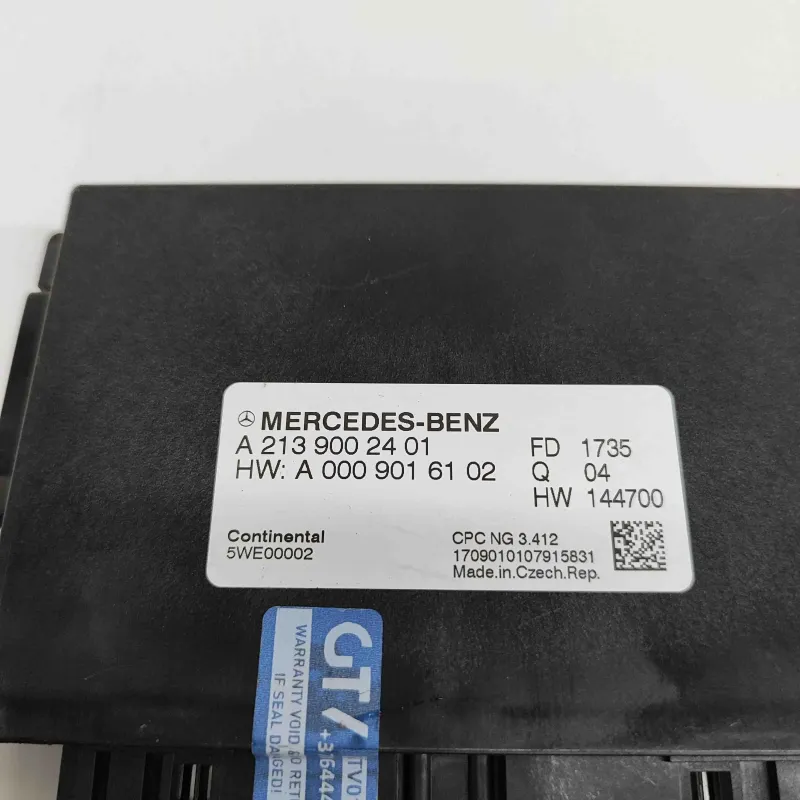 MERCEDES-BENZ
A 213 900 24 01
HW: A 000 901 61 02
FD 1735
Q 04
HW 144700
Continental
5WE00002
CPC NG 3.412
1709010107915831
Made.in.Czech.Rep.
GT/
WARRANTY VOID
IF SEAL